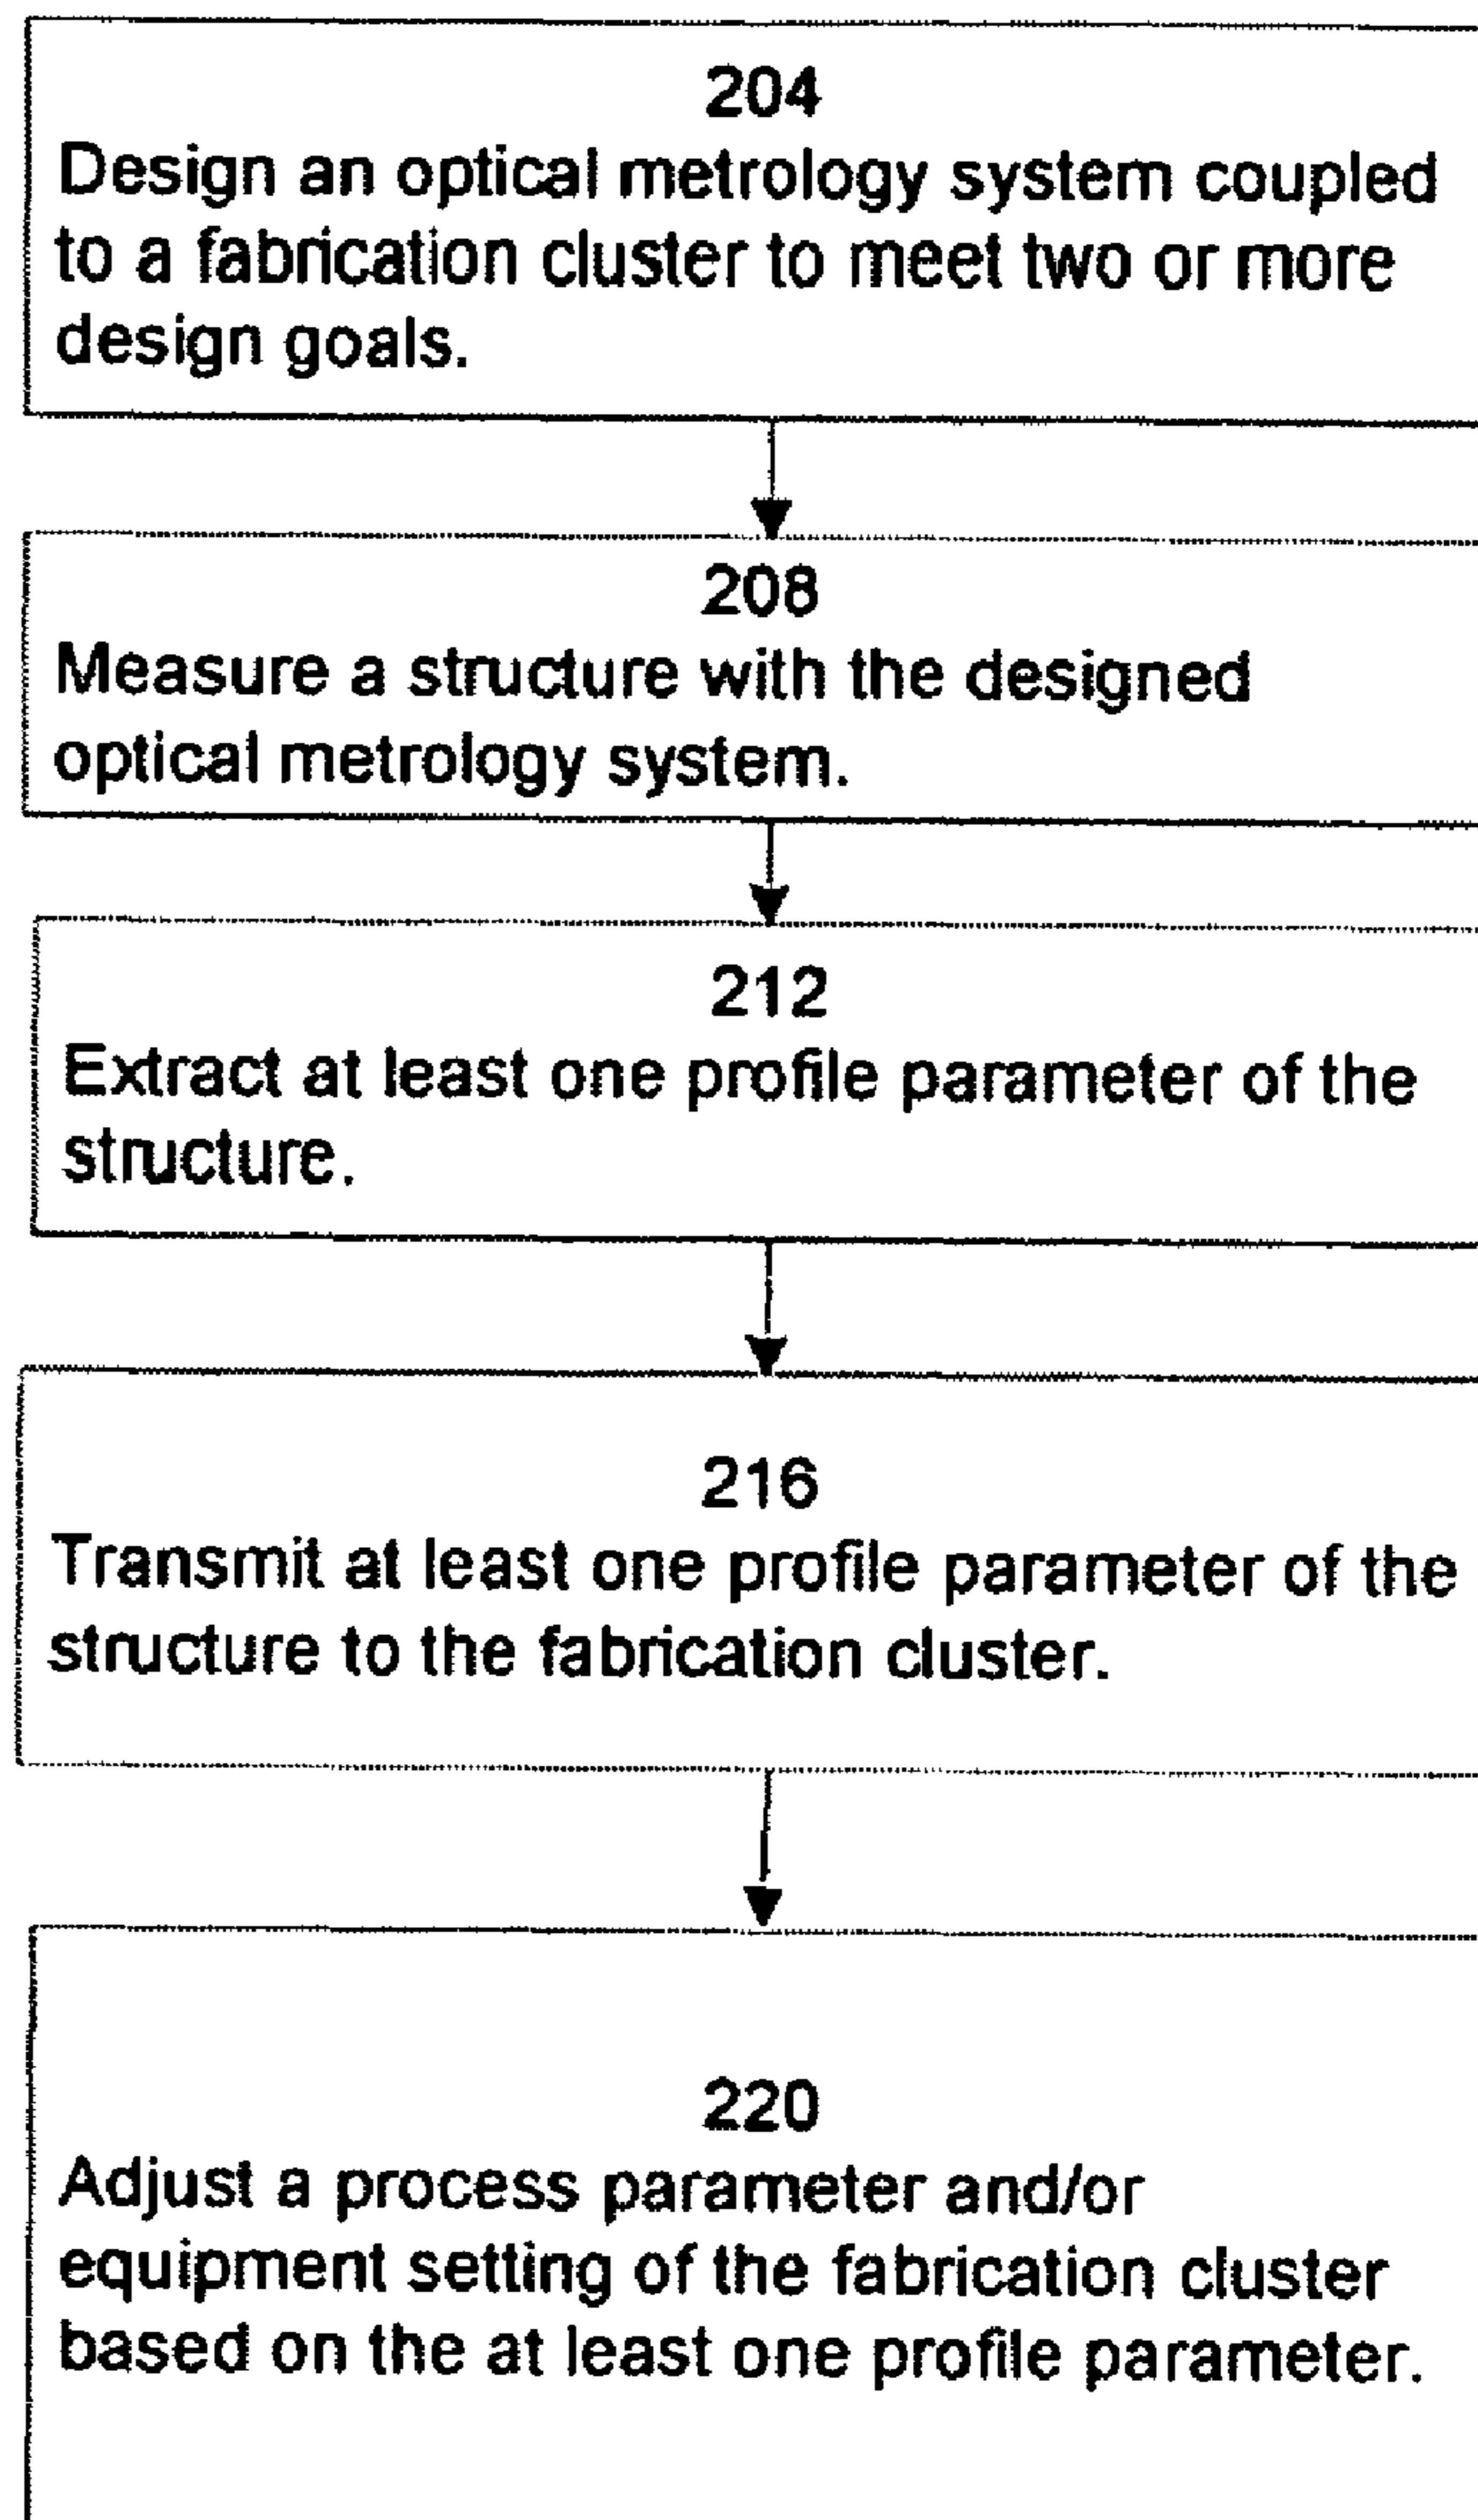 204
Design an optical metrology system coupled
to a fabrication cluster to meet two or more
design goals.
208
Measure a structure with the designed
optical metrology system.
212
Extract at least one profile parameter of the
structure.
216
Transmit at least one profile parameter of the
structure to the fabrication cluster.
220
Adjust a process parameter and/or
equipment setting of the fabrication cluster
based on the at least one profile parameter.